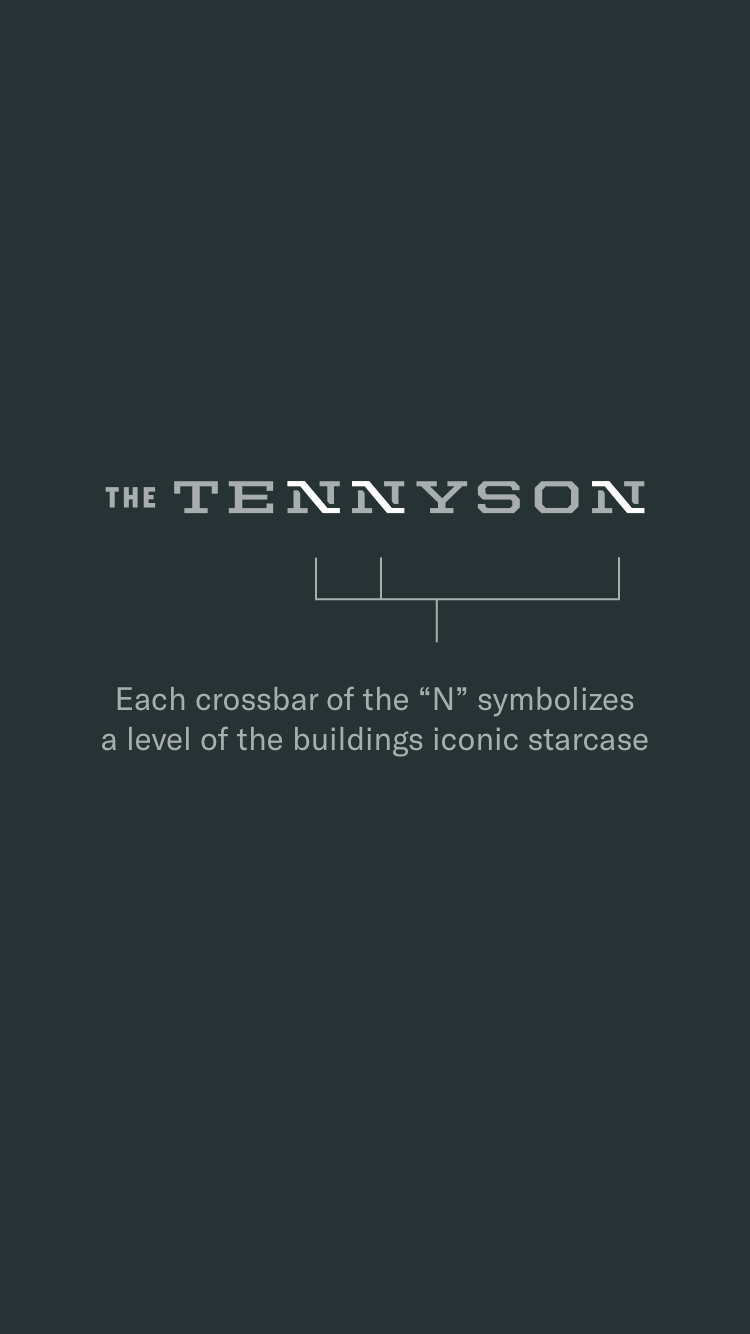 THE TENNYSON
Each crossbar of the “N” symbolizes
a level of the buildings iconic starcase